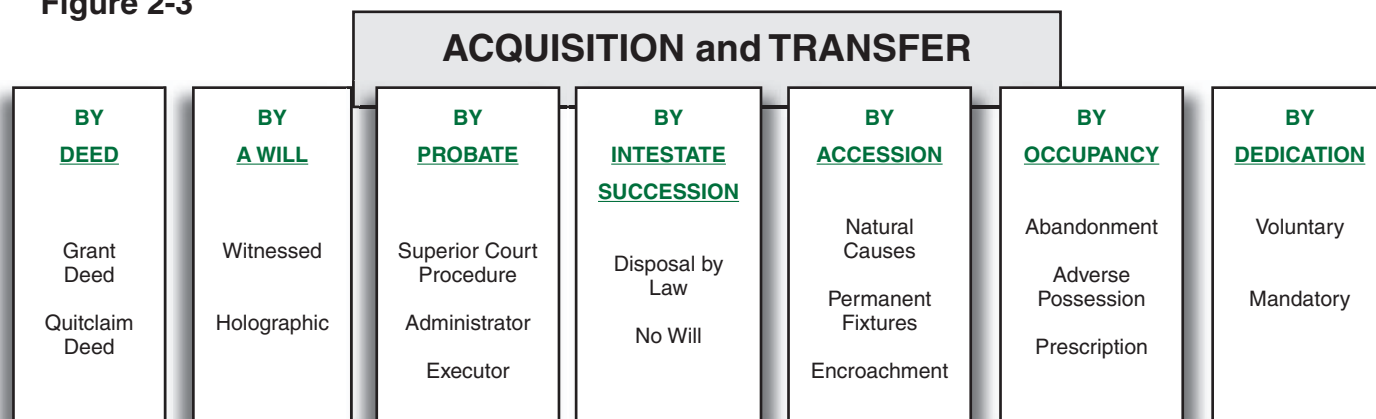 Figure 2-3
ACQUISITION and TRANSFER
BY
DEED
Grant
Deed
Quitclaim
Deed
BY
A WILL
Witnessed
Holographic
BY
PROBATE
Superior Court
Procedure
Administrator
Executor
BY
INTESTATE
SUCCESSION
Disposal by
Law
No Will
BY
ACCESSION
Natural
Causes
Permanent
Fixtures
Encroachment
BY
OCCUPANCY
Abandonment
Adverse
Possession
Prescription
BY
DEDICATION
Voluntary
Mandatory